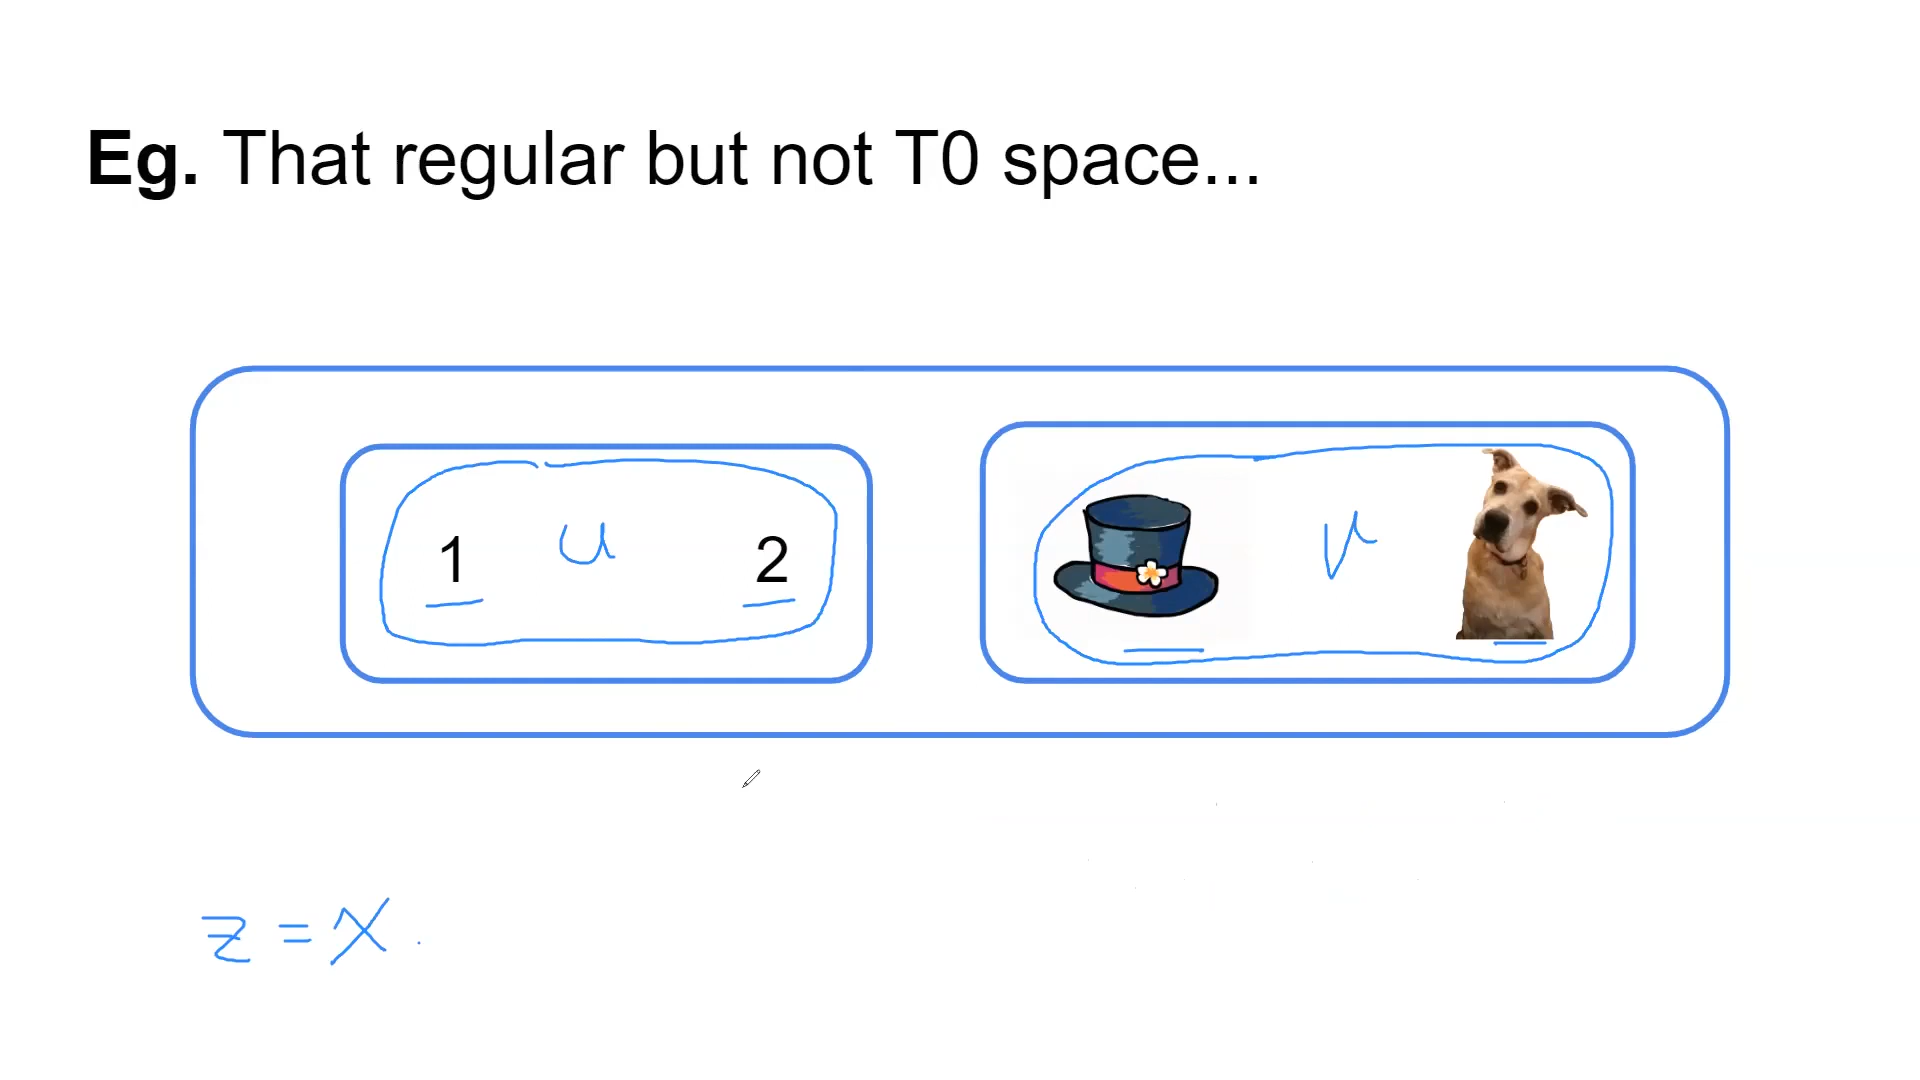 Eg. That regular but not T0 space...
1 u 2 V
z = X.